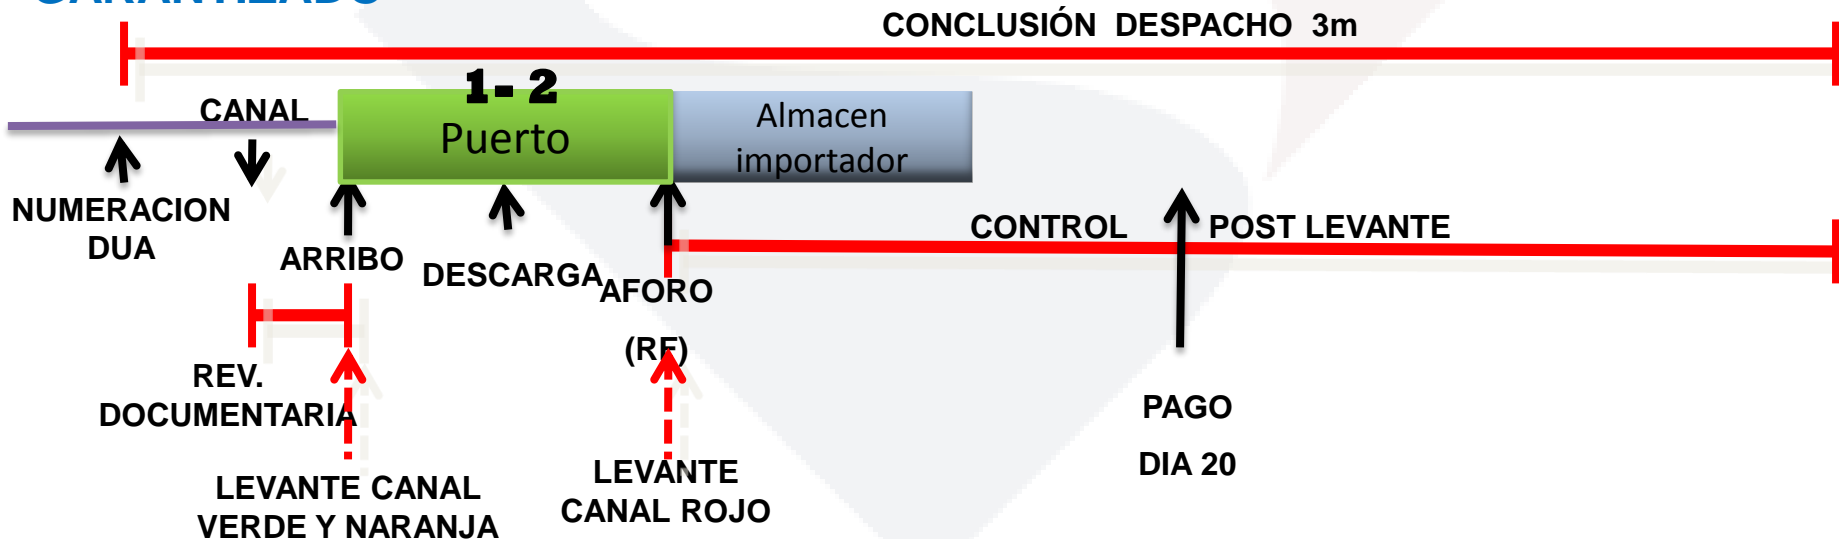 GARANTIZADO
CONCLUSIÓN DESPACHO 3m
CANAL
1- 2
Puerto
Almacen
importador
NUMERACION
DUA
ARRIBO
DESCARGA
AFORO
(RF)
CONTROL
POST LEVANTE
REV.
DOCUMENTARIA
PAGO
DIA 20
LEVANTE CANAL
VERDE Y NARANJA
LEVANTE
CANAL ROJO